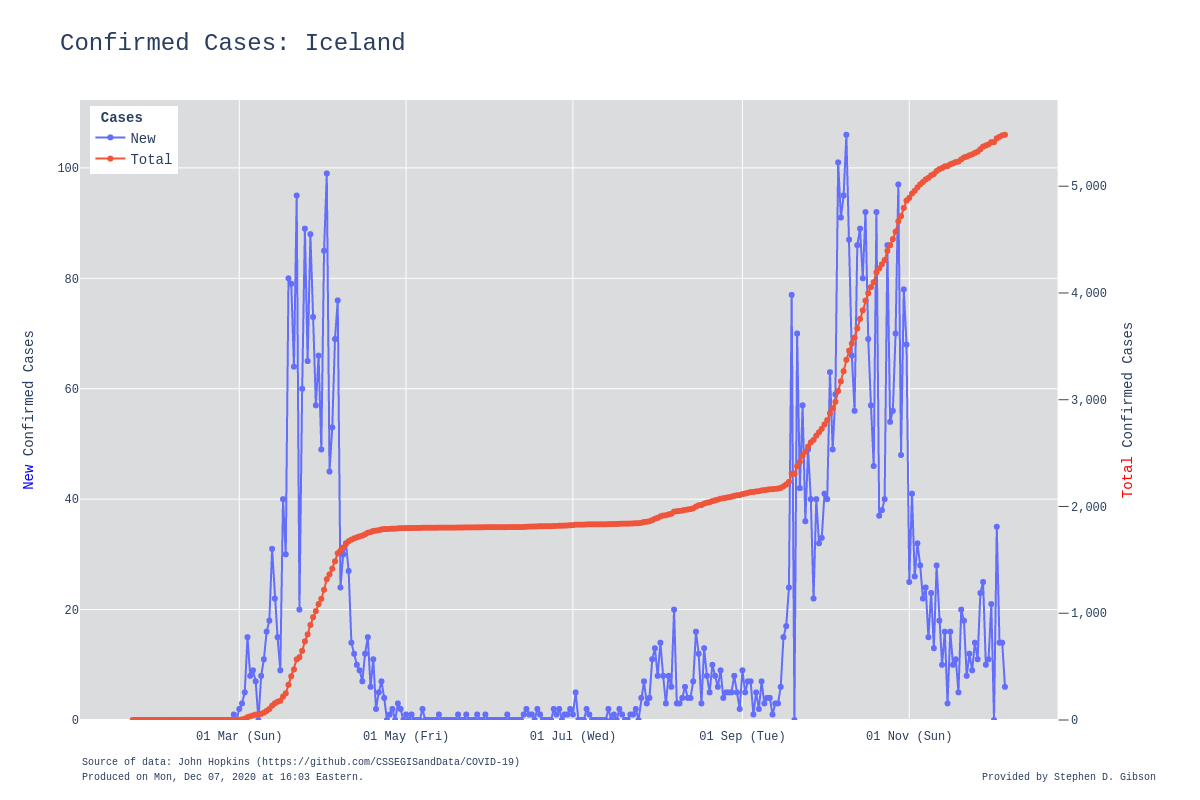 Confirmed Cases: Iceland
Cases
New
Total
100
80
60
40
20
0
5,000
4,000
3,000
2,000
1,000
0
New Confirmed Cases
Total Confirmed Cases
01 Mar (Sun)
01 May (Fri)
01 Jul (Wed)
01 Sep (Tue)
01 Nov (Sun)
Source of data: John Hopkins (https://github.com/CSSEGISandData/COVID-19)
Produced on Mon, Dec 07, 2020 at 16:03 Eastern.
Provided by Stephen D. Gibson